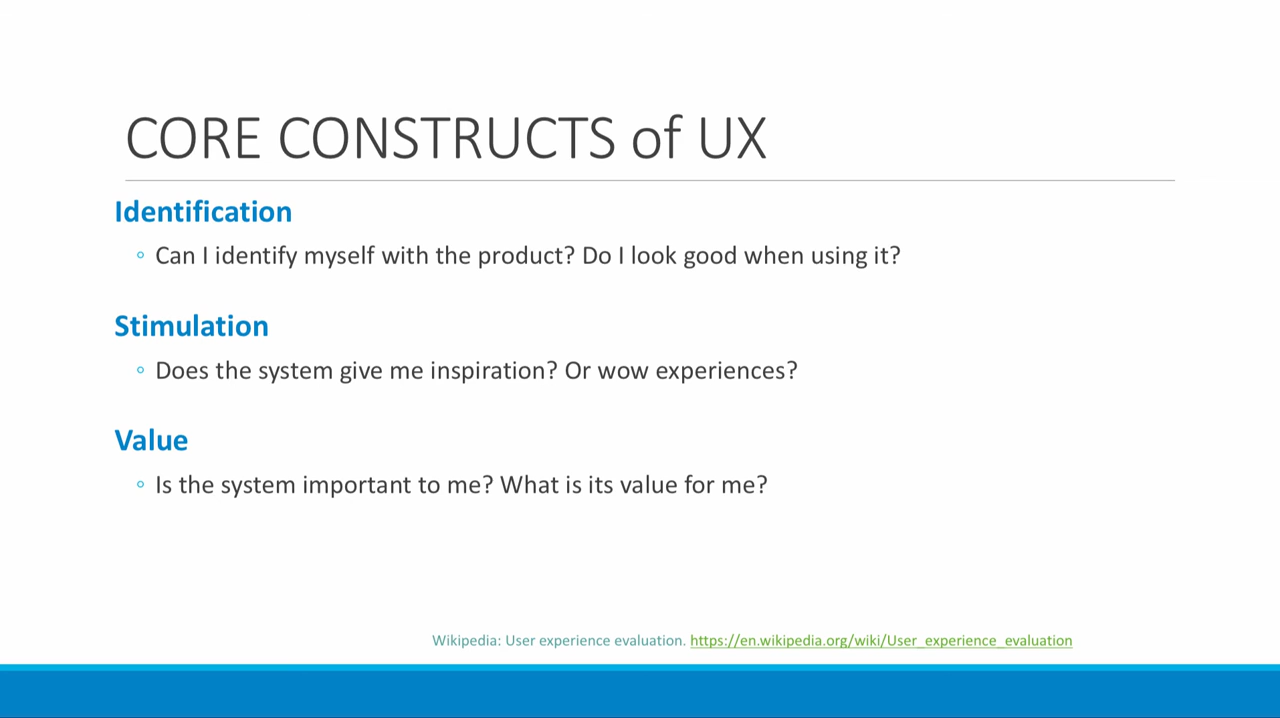 CORE CONSTRUCTS of UX
Identification
◦ Can I identify myself with the product? Do I look good when using it?
Stimulation
◦ Does the system give me inspiration? Or wow experiences?
Value
◦ Is the system important to me? What is its value for me?
Wikipedia: User experience evaluation. https://en.wikipedia.org/wiki/User_experience_evaluation